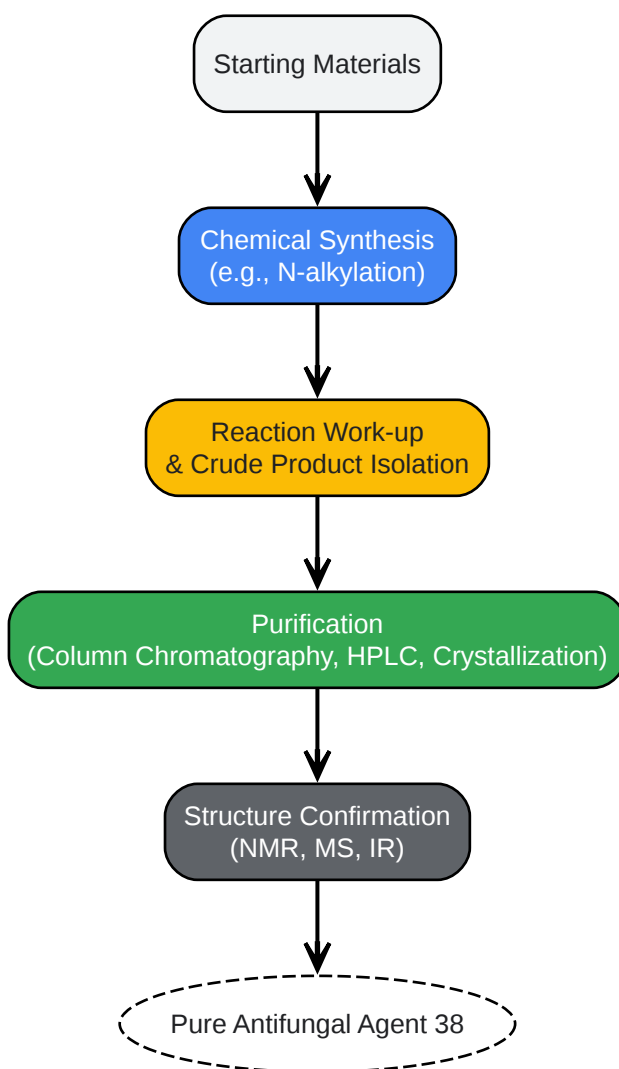 Starting Materials
Chemical Synthesis
(e.g., N-alkylation)
Reaction Work-up
& Crude Product Isolation
Purification
(Column Chromatography, HPLC, Crystallization)
Structure Confirmation
(NMR, MS, IR)
Pure Antifungal Agent 38